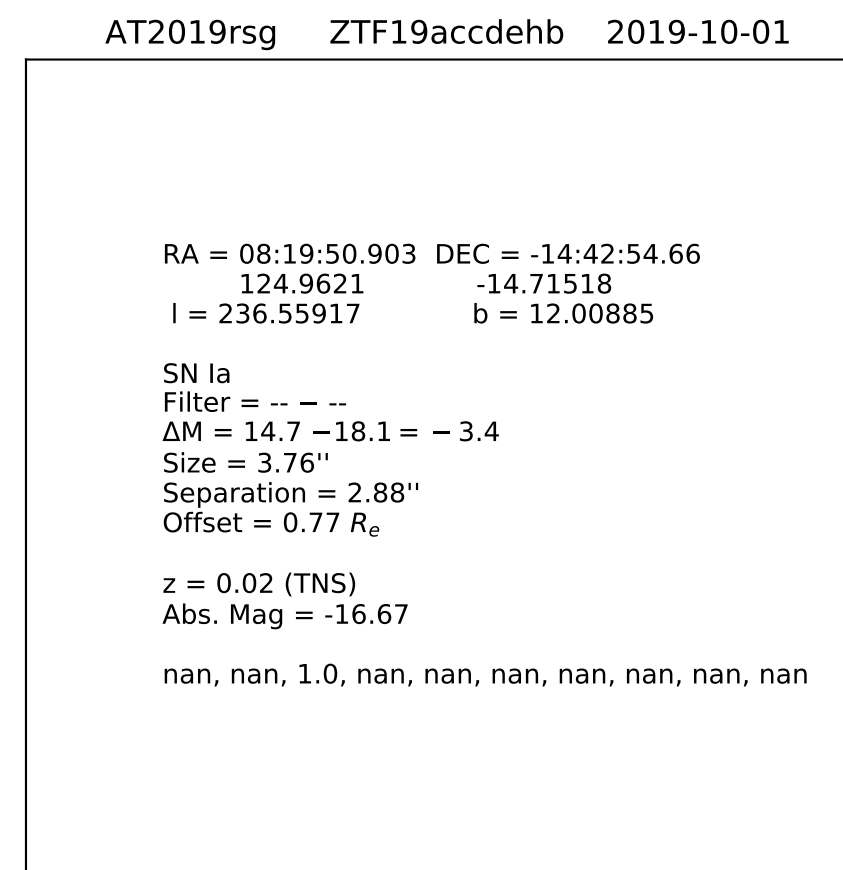 AT2019rsg ZTF19accdehb 2019-10-01
RA = 08:19:50.903 DEC = -14:42:54.66
124.9621 -14.71518
l = 236.55917 b = 12.00885
SN Ia
Filter = -- − --
ΔM = 14.7 −18.1 = − 3.4
Size = 3.76''
Separation = 2.88''
Offset = 0.77 Re
z = 0.02 (TNS)
Abs. Mag = -16.67
nan, nan, 1.0, nan, nan, nan, nan, nan, nan, nan